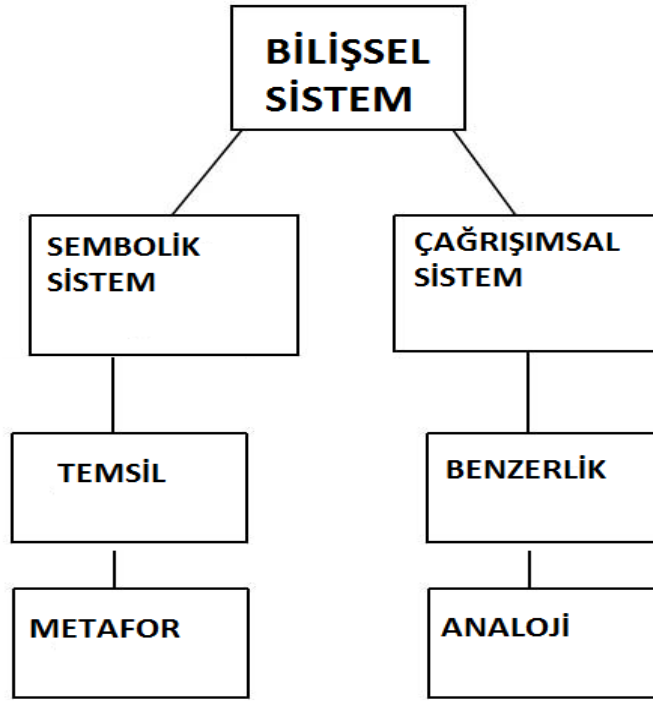 BİLİŞSEL
SİSTEM
SEMBOLİK
SİSTEM
ÇAĞRIŞIMSAL
SİSTEM
TEMSİL
BENZERLİK
METAFOR
ANALOJİ